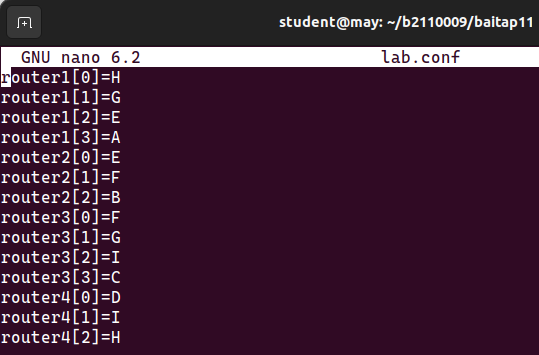 student@may: ~/b2110009/baitap11
GNU nano 6.2 lab.conf
router1[0]=H
router1[1]=G
router1[2]=E
router1[3]=A
router2[0]=E
router2[1]=F
router2[2]=B
router3[0]=F
router3[1]=G
router3[2]=I
router3[3]=C
router4[0]=D
router4[1]=I
router4[2]=H